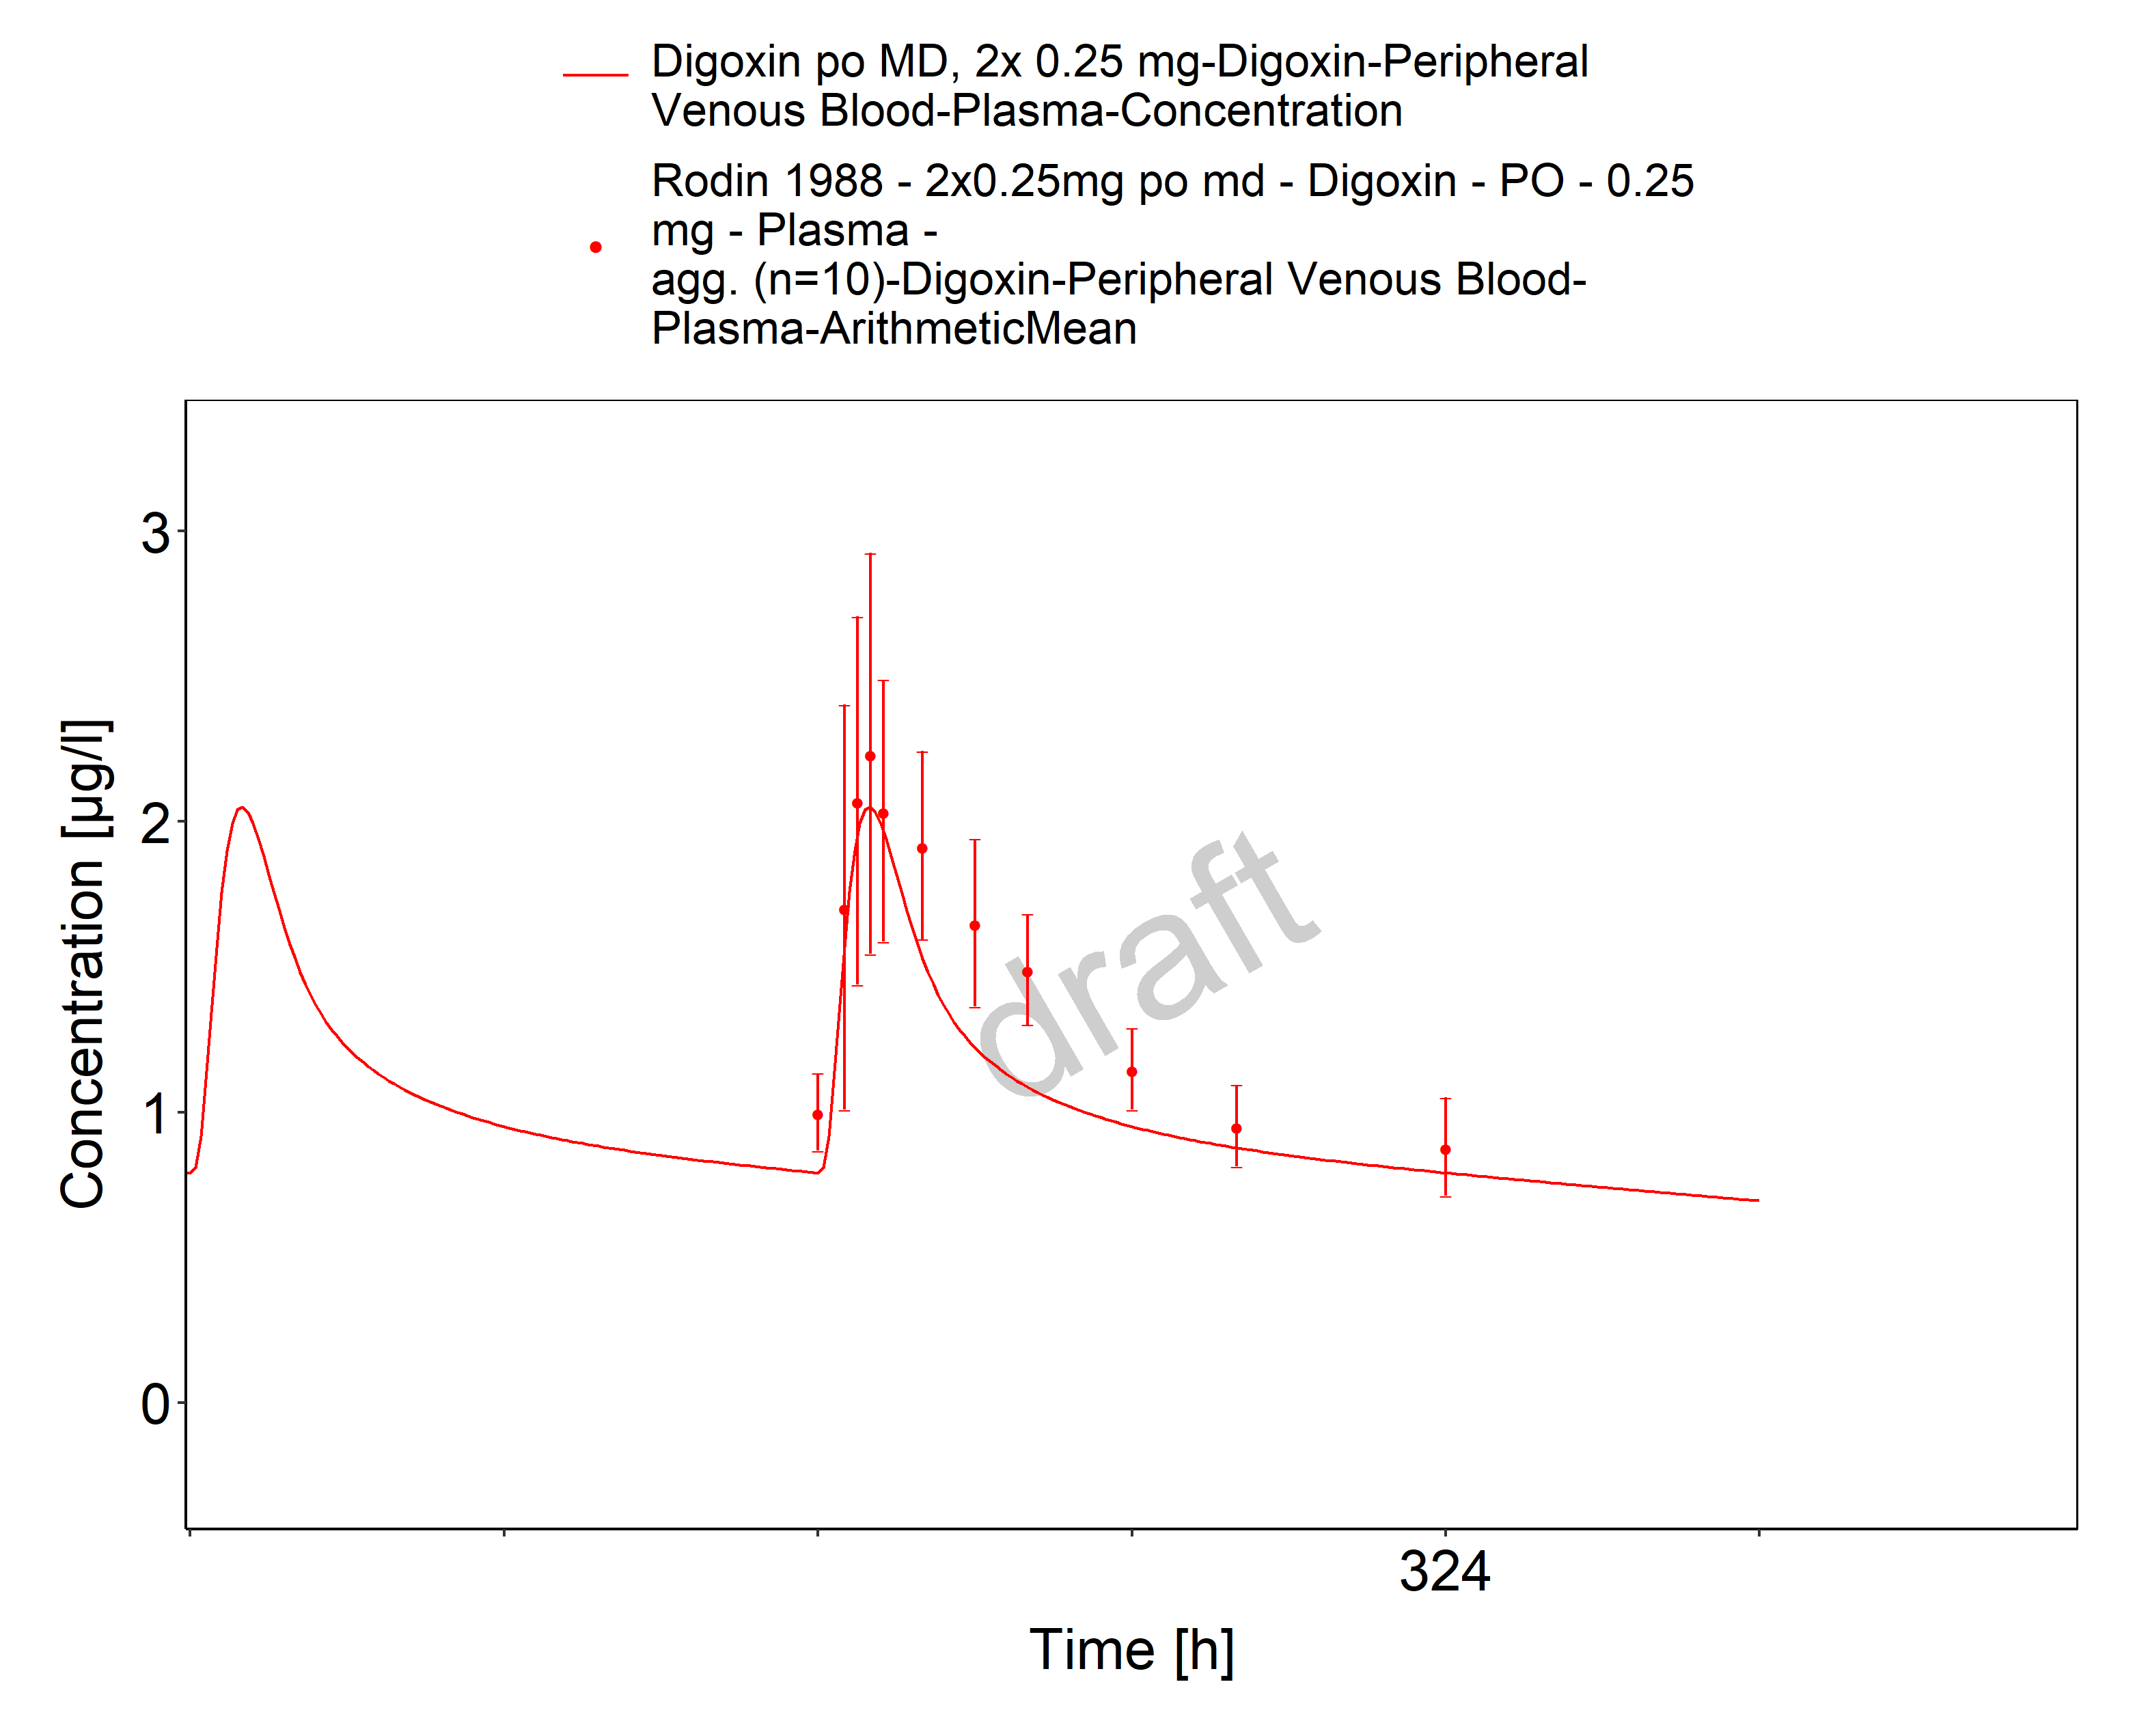 Digoxin po MD, 2x 0.25 mg-Digoxin-Peripheral
Venous Blood-Plasma-Concentration
Rodin 1988 - 2x0.25mg po md - Digoxin - PO - 0.25
mg - Plasma -
agg. (n=10)-Digoxin-Peripheral Venous Blood-
Plasma-ArithmeticMean
3
2
1
0
Concentration [µg/l]
draft
324
Time [h]